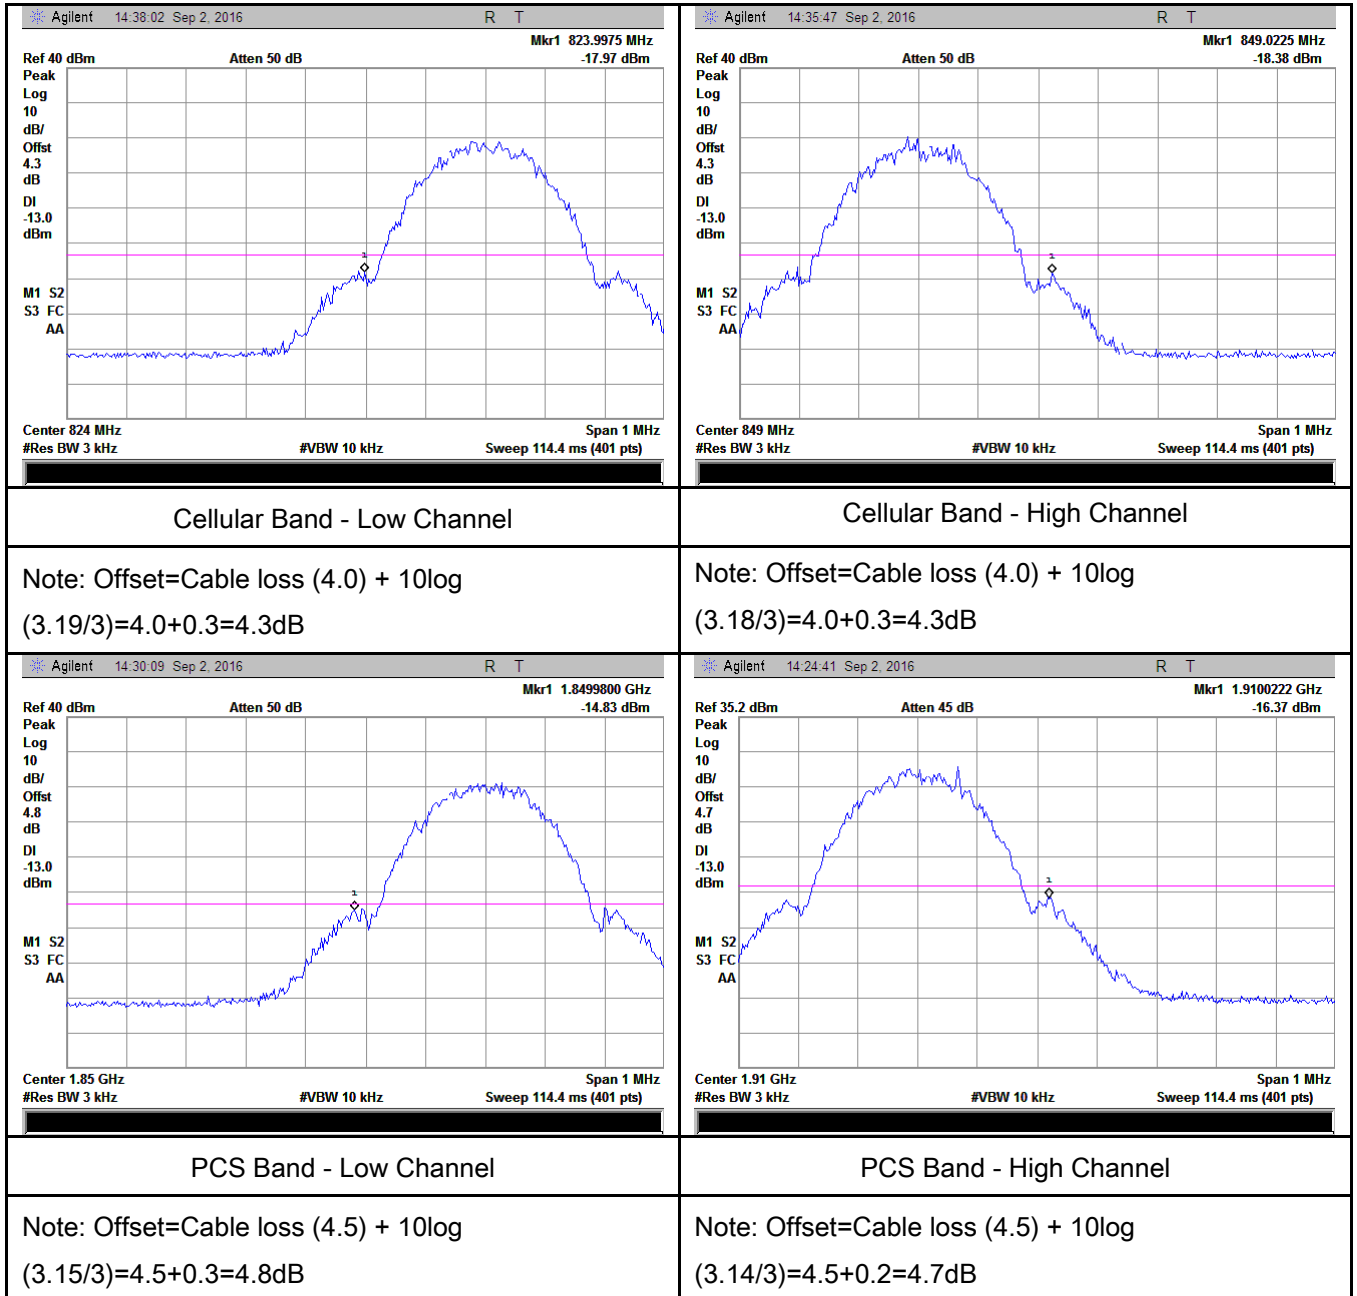 Agilent 14:38:02 Sep 2, 2016 R T
Mkr1 823.9975 MHz
Ref 40 dBm Atten 50 dB -17.97 dBm
Peak
Log
10
dB/
Offst
4.3
dB
DI
-13.0
dBm
1
M1 S2
S3 FC
AA
Center 824 MHz Span 1 MHz
#Res BW 3 kHz #VBW 10 kHz Sweep 114.4 ms (401 pts)
Cellular Band - Low Channel
Note: Offset=Cable loss (4.0) + 10log
(3.19/3)=4.0+0.3=4.3dB
Agilent 14:35:47 Sep 2, 2016 R T
Mkr1 849.0225 MHz
Ref 40 dBm Atten 50 dB -18.38 dBm
Peak
Log
10
dB/
Offst
4.3
dB
DI
-13.0
dBm
1
M1 S2
S3 FC
AA
Center 849 MHz Span 1 MHz
#Res BW 3 kHz #VBW 10 kHz Sweep 114.4 ms (401 pts)
Cellular Band - High Channel
Note: Offset=Cable loss (4.0) + 10log
(3.18/3)=4.0+0.3=4.3dB
Agilent 14:30:09 Sep 2, 2016 R T
Mkr1 1.8499800 GHz
Ref 40 dBm Atten 50 dB -14.83 dBm
Peak
Log
10
dB/
Offst
4.8
dB
DI
-13.0
dBm
1
M1 S2
S3 FC
AA
Center 1.85 GHz Span 1 MHz
#Res BW 3 kHz #VBW 10 kHz Sweep 114.4 ms (401 pts)
PCS Band - Low Channel
Note: Offset=Cable loss (4.5) + 10log
(3.15/3)=4.5+0.3=4.8dB
Agilent 14:24:41 Sep 2, 2016 R T
Mkr1 1.9100222 GHz
Ref 35.2 dBm Atten 45 dB -16.37 dBm
Peak
Log
10
dB/
Offst
4.7
dB
DI
-13.0
dBm
1
M1 S2
S3 FC
AA
Center 1.91 GHz Span 1 MHz
#Res BW 3 kHz #VBW 10 kHz Sweep 114.4 ms (401 pts)
PCS Band - High Channel
Note: Offset=Cable loss (4.5) + 10log
(3.14/3)=4.5+0.2=4.7dB